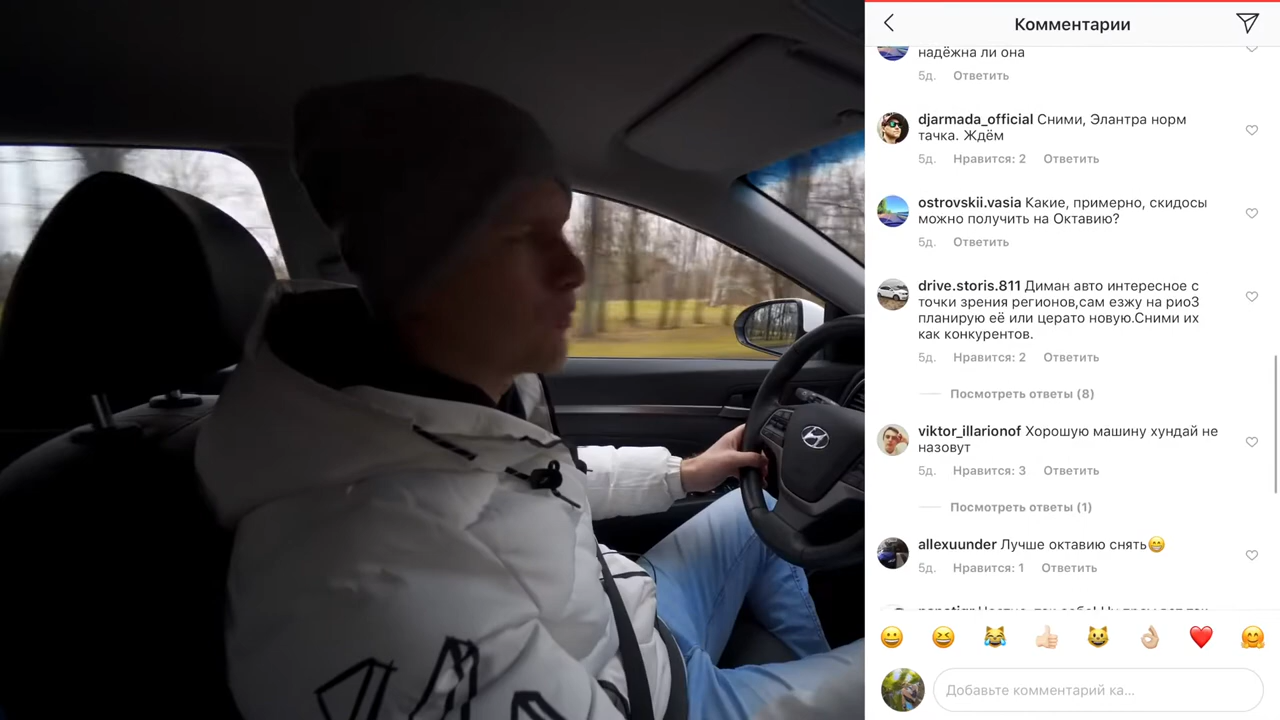 Комментарии
надёжна ли она
5д. Ответить
djarmada_official Сними, Элантра норм
тачка. Ждём
5д. Нравится: 2 Ответить
ostrovskii.vasia Какие, примерно, скидосы
можно получить на Октавию?
5д. Ответить
drive.storis.811 Диман авто интересное с
точки зрения регионов,сам езжу на рио3
планирую её или церато новую.Сними их
как конкурентов.
5д. Нравится: 2 Ответить
Посмотреть ответы (8)
viktor_illarionof Хорошую машину хундай не
назовут
5д. Нравится: 3 Ответить
Посмотреть ответы (1)
allexuunder Лучше октавию снять😁
5д. Нравится: 1 Ответить
Добавьте комментарий ка...